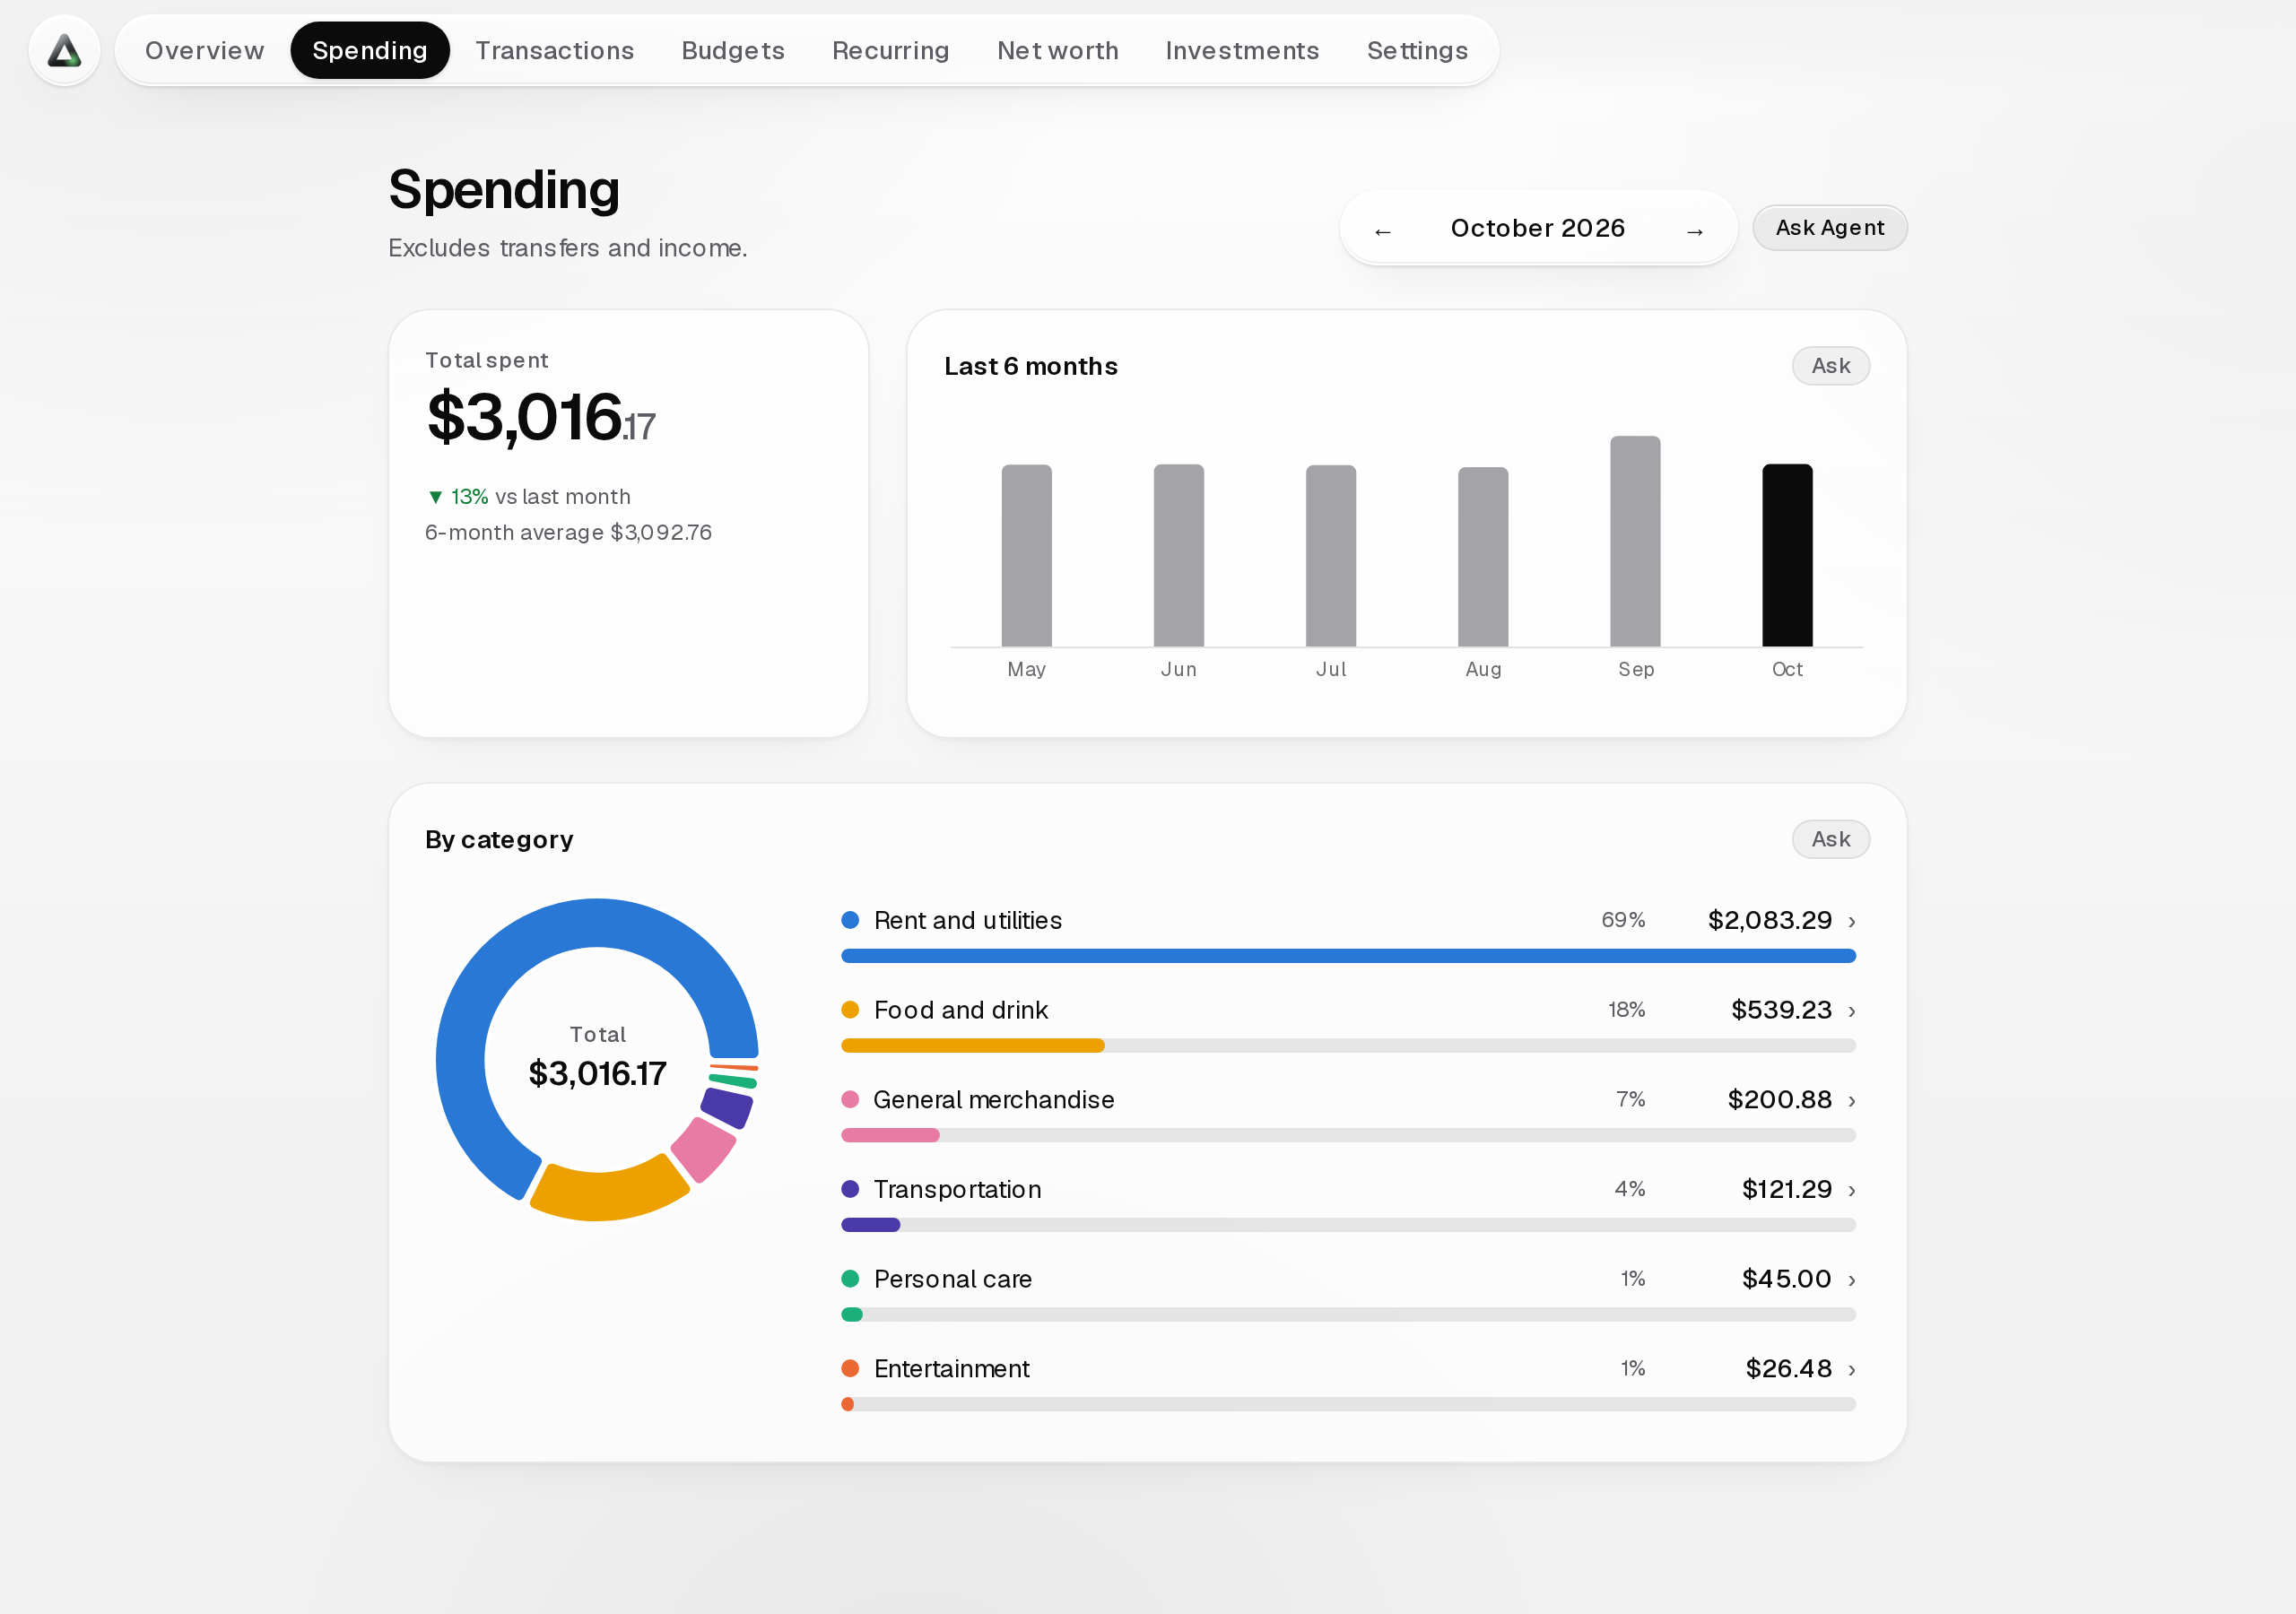 Overview Spending Transactions Budgets Recurring Net worth Investments Settings
Spending
Excludes transfers and income.
← October 2026 → Ask Agent
Total spent
$3,016.17
▼ 13% vs last month
6-month average $3,092.76
Last 6 months Ask
May Jun Jul Aug Sep Oct
By category Ask
Total
$3,016.17
Rent and utilities 69% $2,083.29 ›
Food and drink 18% $539.23 ›
General merchandise 7% $200.88 ›
Transportation 4% $121.29 ›
Personal care 1% $45.00 ›
Entertainment 1% $26.48 ›